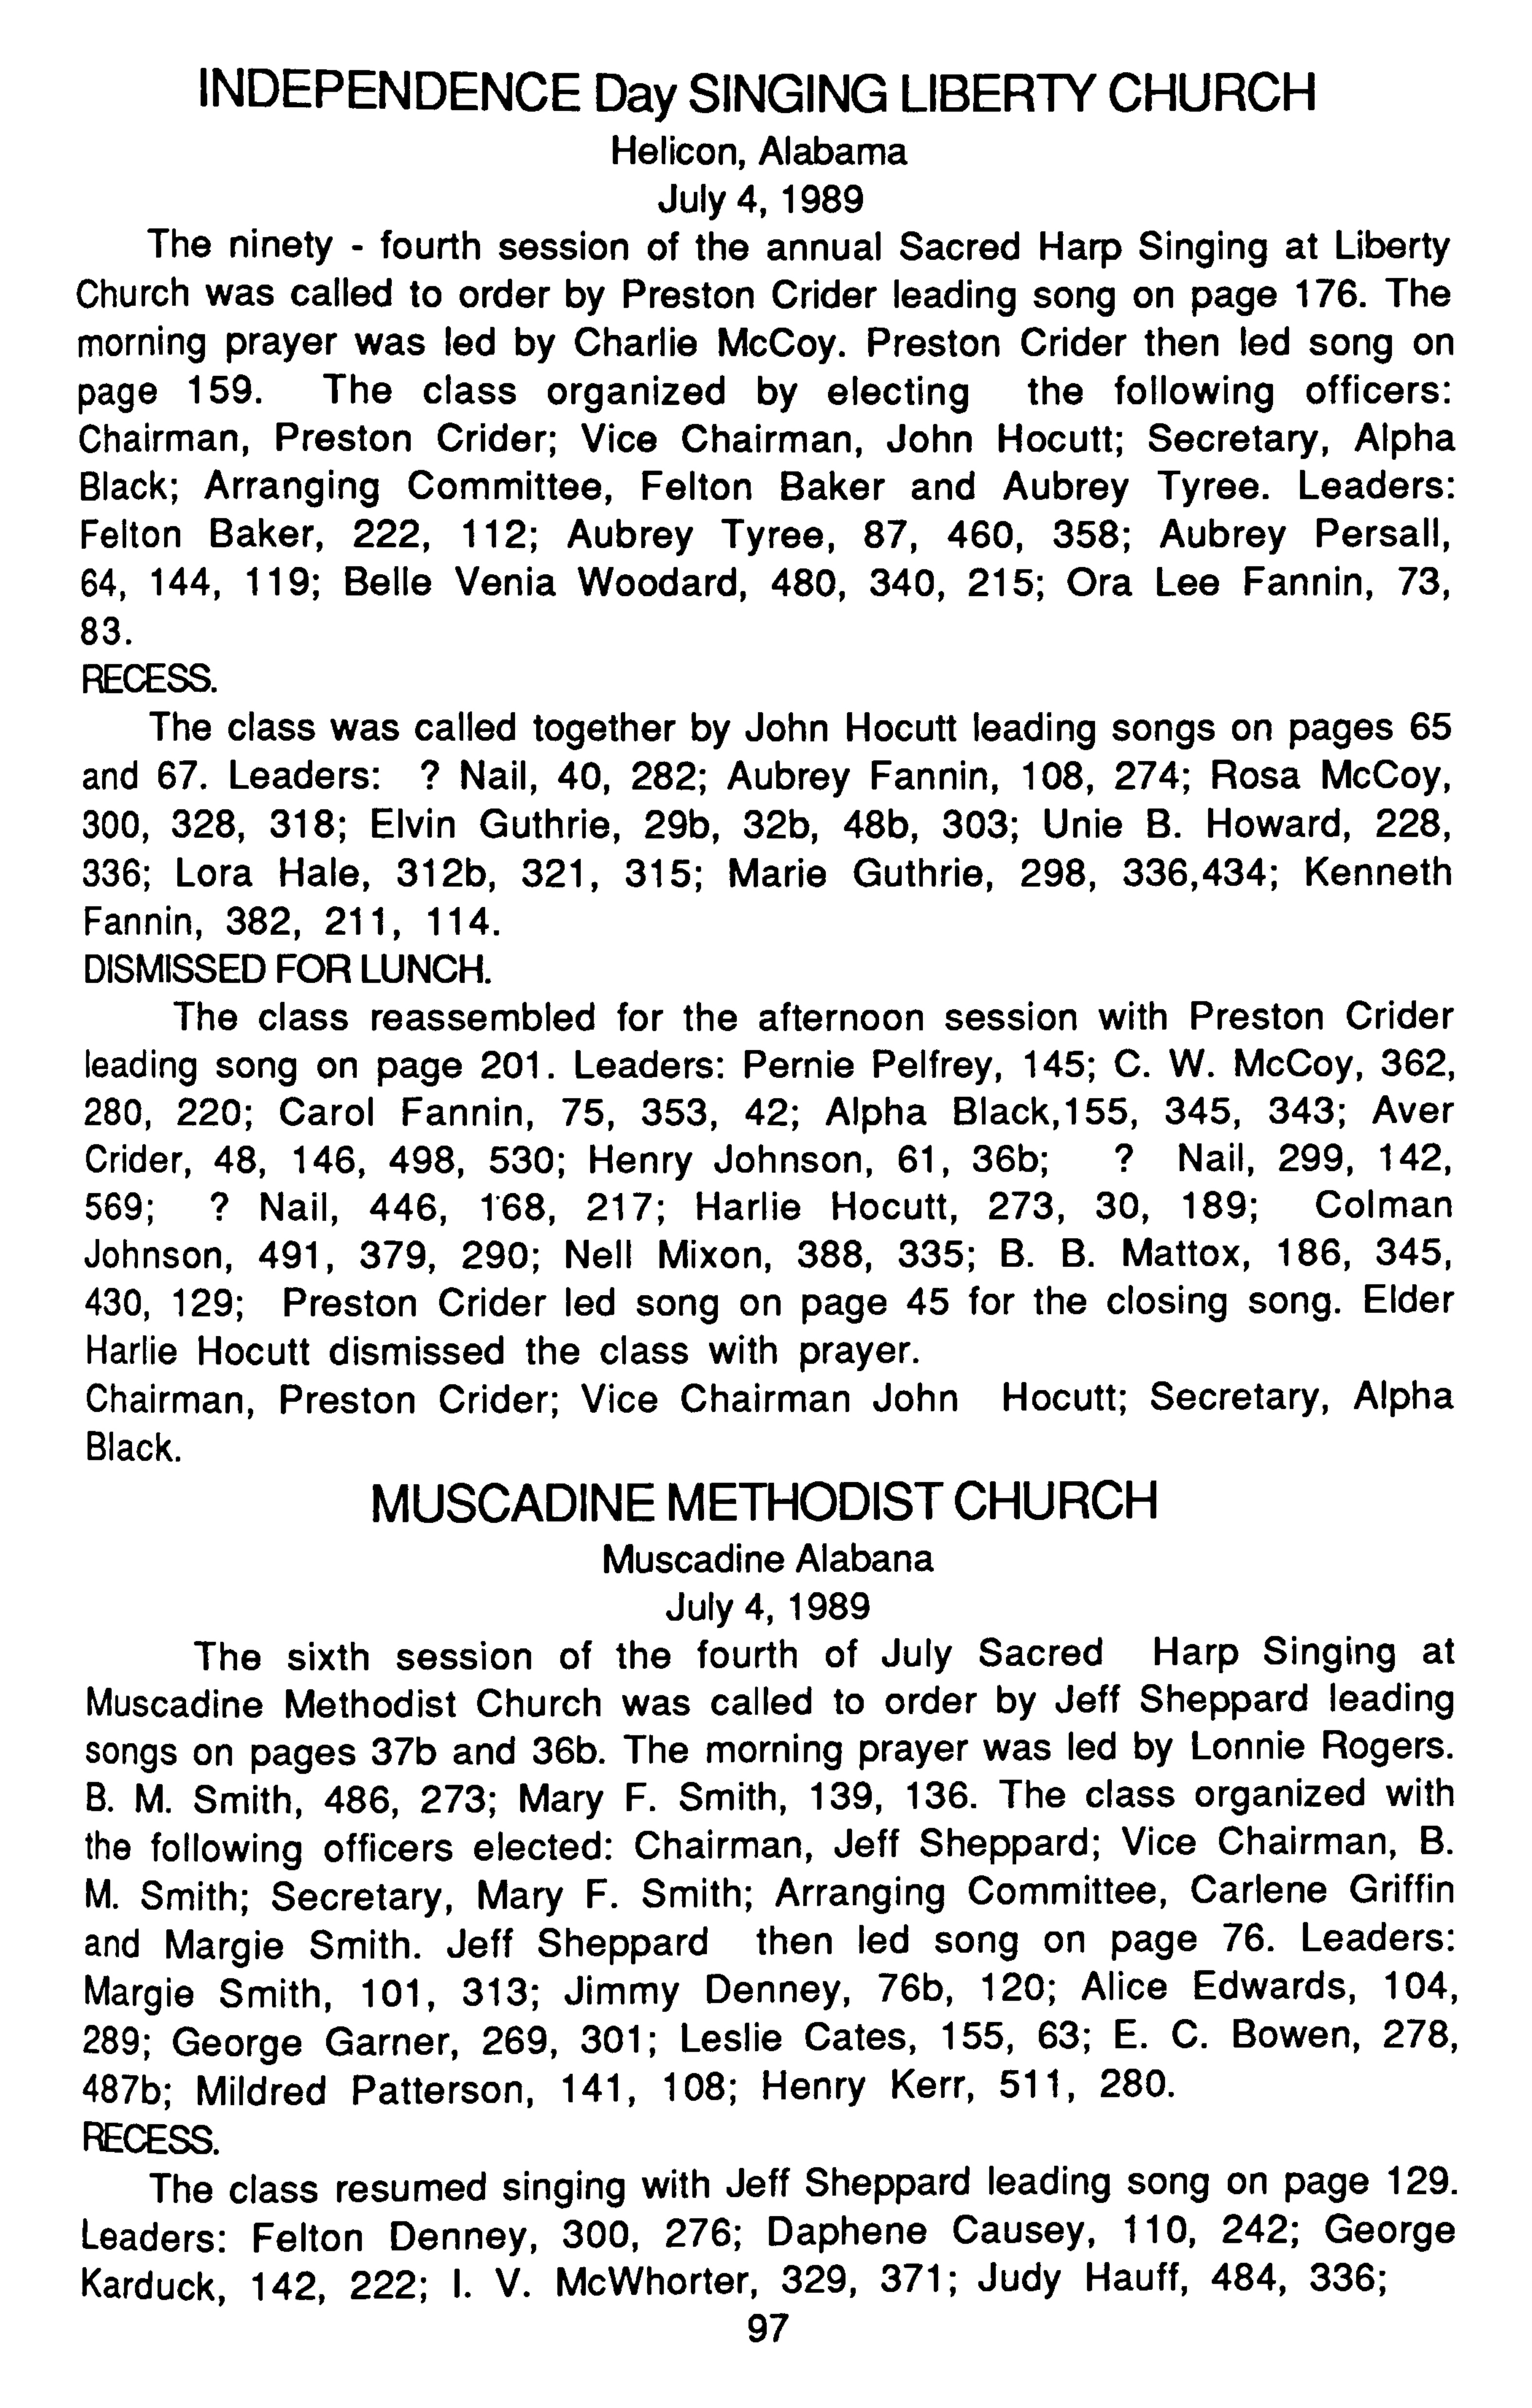 INDEPENDENCE Day SINGING LIBERTY CHURCH
Helicon, Alabama
July 4, 1989
The ninety - fourth session of the annual Sacred Harp Singing at Liberty
Church was called to order by Preston Crider leading song on page 176. The
morning prayer was led by Charlie McCoy. Preston Crider then led song on
page 159. The class organized by electing the following officers:
Chairman, Preston Crider; Vice Chairman, John Hocutt; Secretary, Alpha
Black; Arranging Committee, Felton Baker and Aubrey Tyree. Leaders:
Felton Baker, 222, 112; Aubrey Tyree, 87, 460, 358; Aubrey Persall,
64, 144, 119; Belle Venia Woodard, 480, 340, 215; Ora Lee Fannin, 73,
83.
RECESS.
The class was called together by John Hocutt leading songs on pages 65
and 67. Leaders: ? Nail, 40, 282; Aubrey Fannin, 108, 274; Rosa McCoy,
300, 328, 318; Elvin Guthrie, 29b, 32b, 48b, 303; Unie B. Howard, 228,
336; Lora Hale, 312b, 321, 315; Marie Guthrie, 298, 336,434; Kenneth
Fannin, 382, 211, 114.
DISMISSED FOR LUNCH.
The class reassembled for the afternoon session with Preston Crider
leading song on page 201. Leaders: Pernie Pelfrey, 145; C. W. McCoy, 362,
280, 220; Carol Fannin, 75, 353, 42; Alpha Black,155, 345, 343; Aver
Crider, 48, 146, 498, 530; Henry Johnson, 61, 36b; ? Nail, 299, 142,
569; ? Nail, 446, 168, 217; Harlie Hocutt, 273, 30, 189; Colman
Johnson, 491, 379, 290; Nell Mixon, 388, 335; B. B. Mattox, 186, 345,
430, 129; Preston Crider led song on page 45 for the closing song. Elder
Harlie Hocutt dismissed the class with prayer.
Chairman, Preston Crider; Vice Chairman John Hocutt; Secretary, Alpha
Black.
MUSCADINE METHODIST CHURCH
Muscadine Alabana
July 4, 1989
The sixth session of the fourth of July Sacred Harp Singing at
Muscadine Methodist Church was called to order by Jeff Sheppard leading
songs on pages 37b and 36b. The morning prayer was led by Lonnie Rogers.
B. M. Smith, 486, 273; Mary F. Smith, 139, 136. The class organized with
the following officers elected: Chairman, Jeff Sheppard; Vice Chairman, B.
M. Smith; Secretary, Mary F. Smith; Arranging Committee, Carlene Griffin
and Margie Smith. Jeff Sheppard then led song on page 76. Leaders:
Margie Smith, 101, 313; Jimmy Denney, 76b, 120; Alice Edwards, 104,
289; George Garner, 269, 301; Leslie Cates, 155, 63; E. C. Bowen, 278,
487b; Mildred Patterson, 141, 108; Henry Kerr, 511, 280.
RECESS.
The class resumed singing with Jeff Sheppard leading song on page 129.
Leaders: Felton Denney, 300, 276; Daphene Causey, 110, 242; George
Karduck, 142, 222; I. V. McWhorter, 329, 371; Judy Hauff, 484, 336;
97